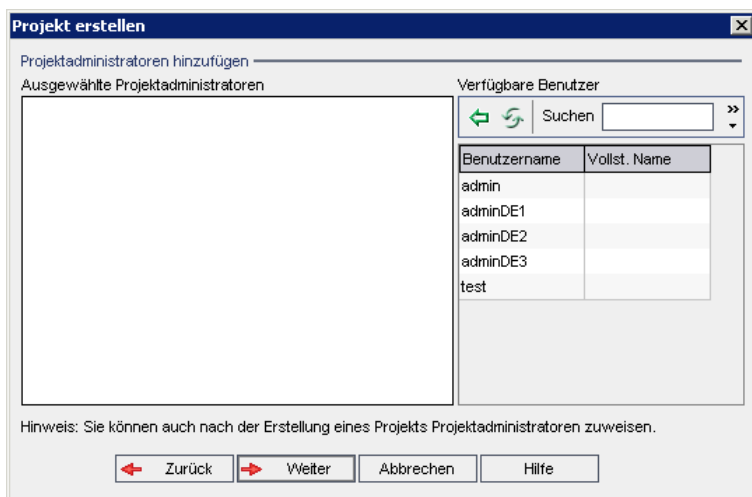 Projekt erstellen
Projektadministratoren hinzufügen
Ausgewählte Projektadministratoren
Verfügbare Benutzer
Suchen
Benutzername Vollst. Name
admin
adminDE1
adminDE2
adminDE3
test
Hinweis: Sie können auch nach der Erstellung eines Projekts Projektadministratoren zuweisen.
Zurück Weiter Abbrechen Hilfe